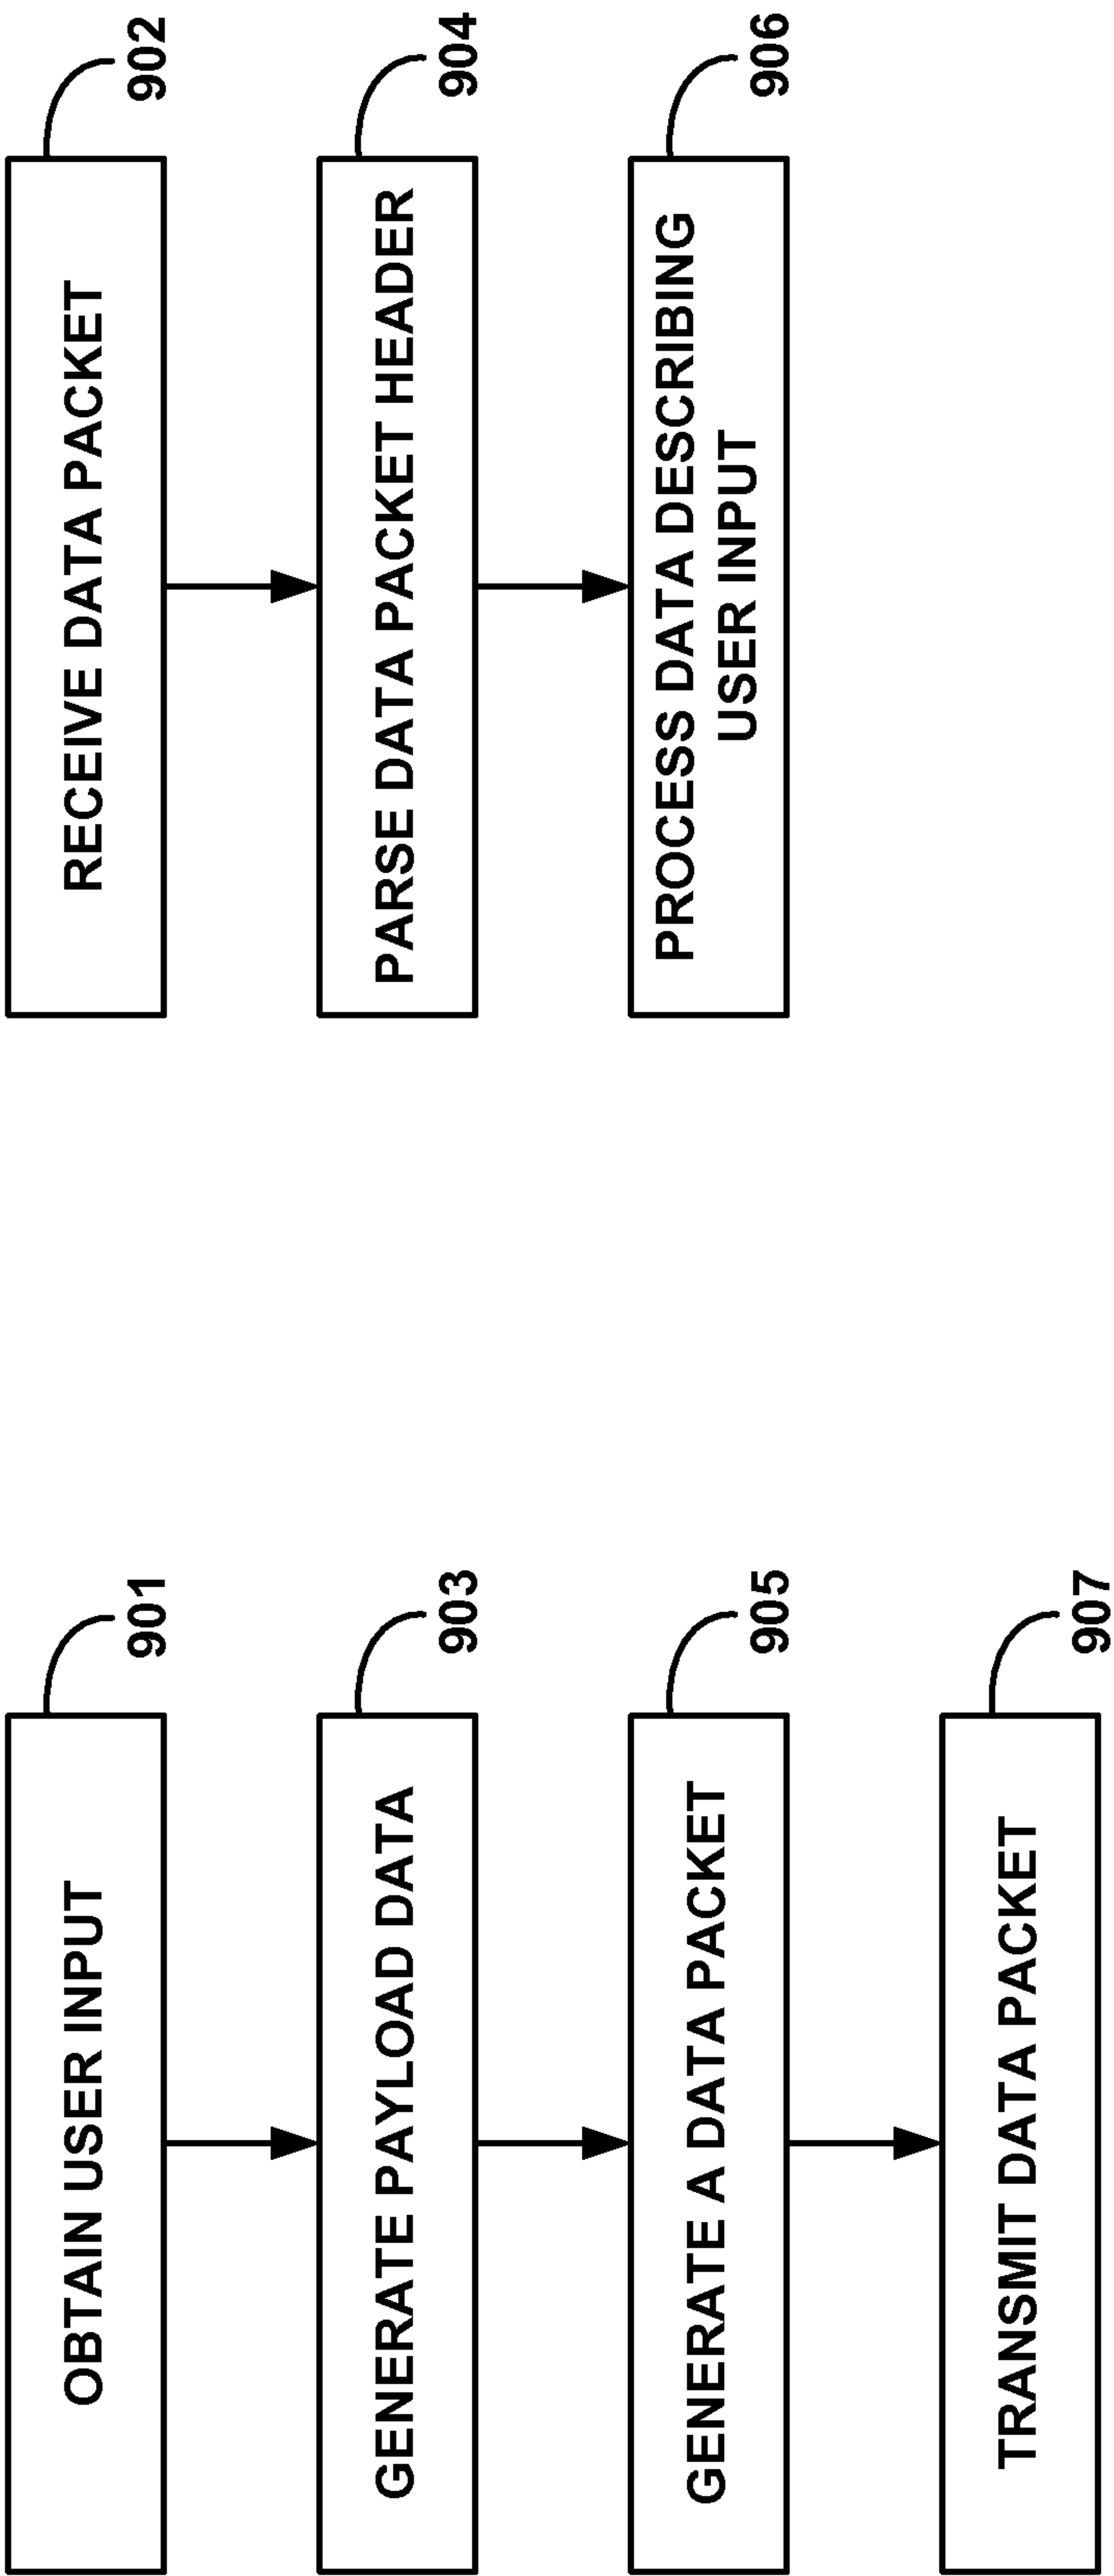 OBTAIN USER INPUT
901
GENERATE PAYLOAD DATA
903
GENERATE A DATA PACKET
905
TRANSMIT DATA PACKET
907
RECEIVE DATA PACKET
902
PARSE DATA PACKET HEADER
904
PROCESS DATA DESCRIBING
USER INPUT
906